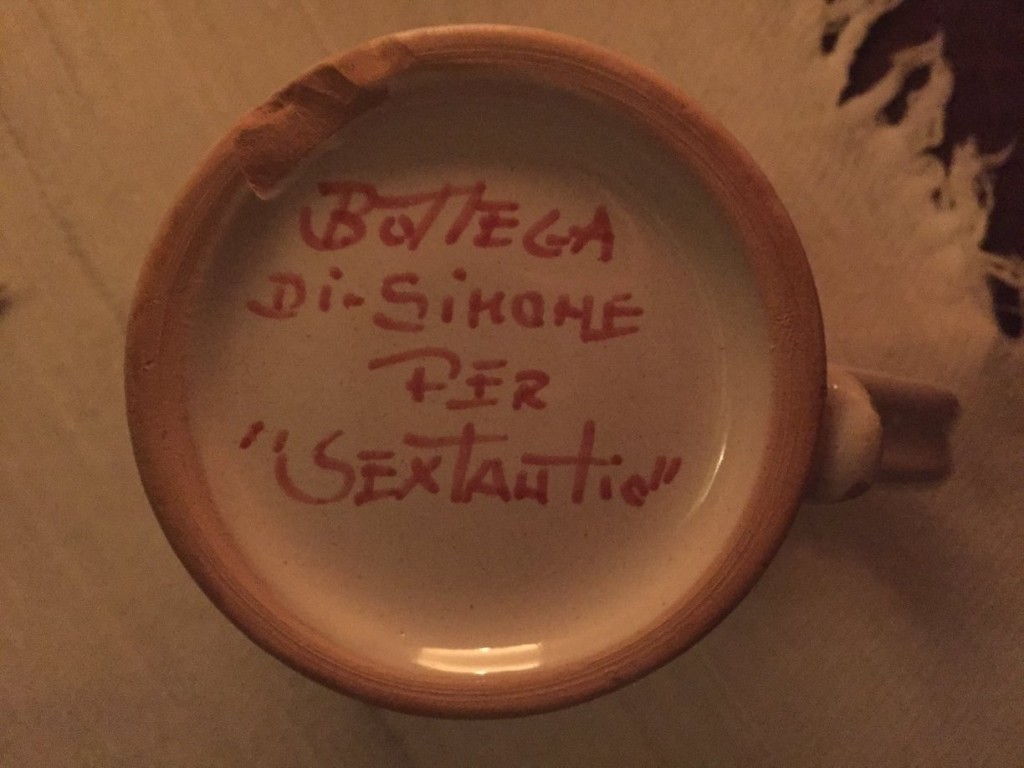 BOTTEGA
Di-SiMONE
PER
"SEXTANTio"